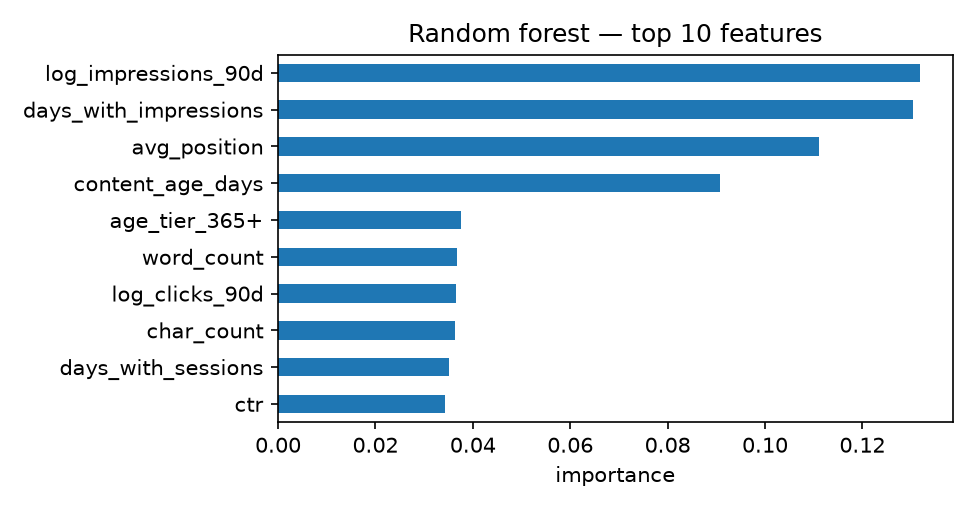 Random forest — top 10 features
log_impressions_90d
days_with_impressions
avg_position
content_age_days
age_tier_365+
word_count
log_clicks_90d
char_count
days_with_sessions
ctr
0.00 0.02 0.04 0.06 0.08 0.10 0.12
importance